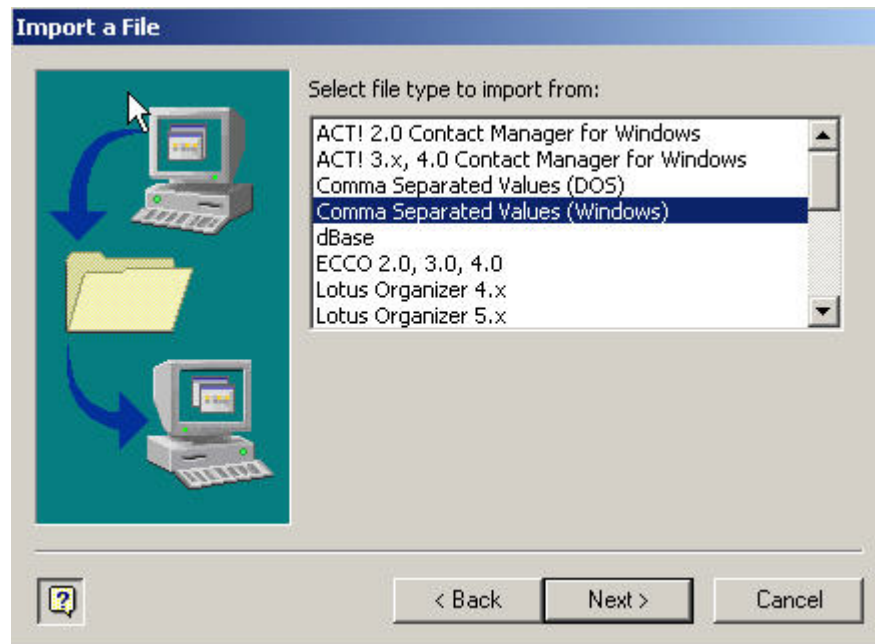 Import a File
Select file type to import from:
ACT! 2.0 Contact Manager for Windows
ACT! 3.x, 4.0 Contact Manager for Windows
Comma Separated Values (DOS)
Comma Separated Values (Windows)
dBase
ECCO 2.0, 3.0, 4.0
Lotus Organizer 4.x
Lotus Organizer 5.x
?
< Back Next > Cancel